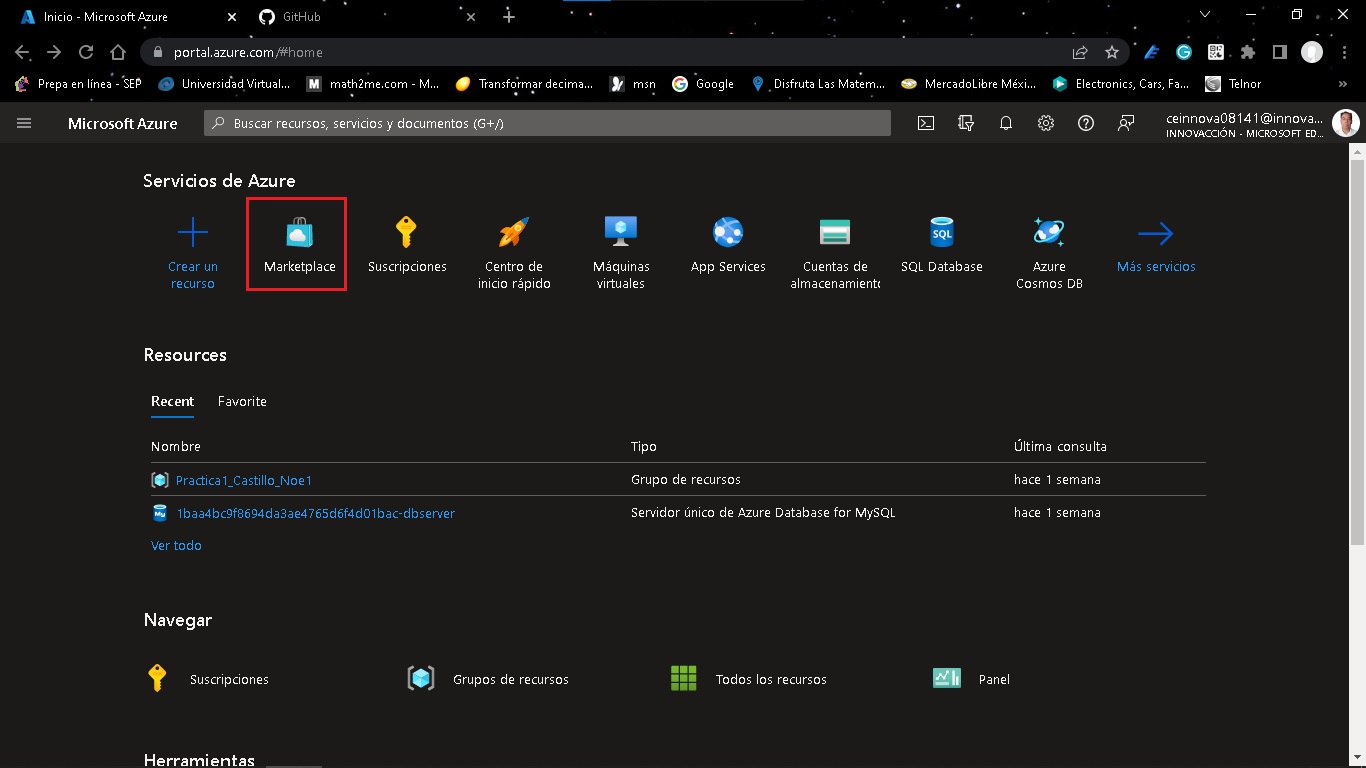 Inicio - Microsoft Azure
GitHub
portal.azure.com/#home
Prepa en línea - SEP
Universidad Virtual...
math2me.com - M...
Transformar decima...
msn
Google
Disfruta Las Matem...
MercadoLibre Méxi...
Electronics, Cars, Fa...
Telnor
Microsoft Azure
Buscar recursos, servicios y documentos (G+/)
ceinnova08141@innova...
INNOVACCIÓN - MICROSOFT ED...
Servicios de Azure
Crear un
recurso
Marketplace
Suscripciones
Centro de
inicio rápido
Máquinas
virtuales
App Services
Cuentas de
almacenamiento
SQL
SQL Database
Azure
Cosmos DB
Más servicios
Resources
Recent
Favorite
Nombre
Tipo
Última consulta
Practica1_Castillo_Noe1
Grupo de recursos
hace 1 semana
My
1baa4bc9f8694da3ae4765d6f4d01bac-dbserver
Servidor único de Azure Database for MySQL
hace 1 semana
Ver todo
Navegar
Suscripciones
Grupos de recursos
Todos los recursos
Panel
Herramientas